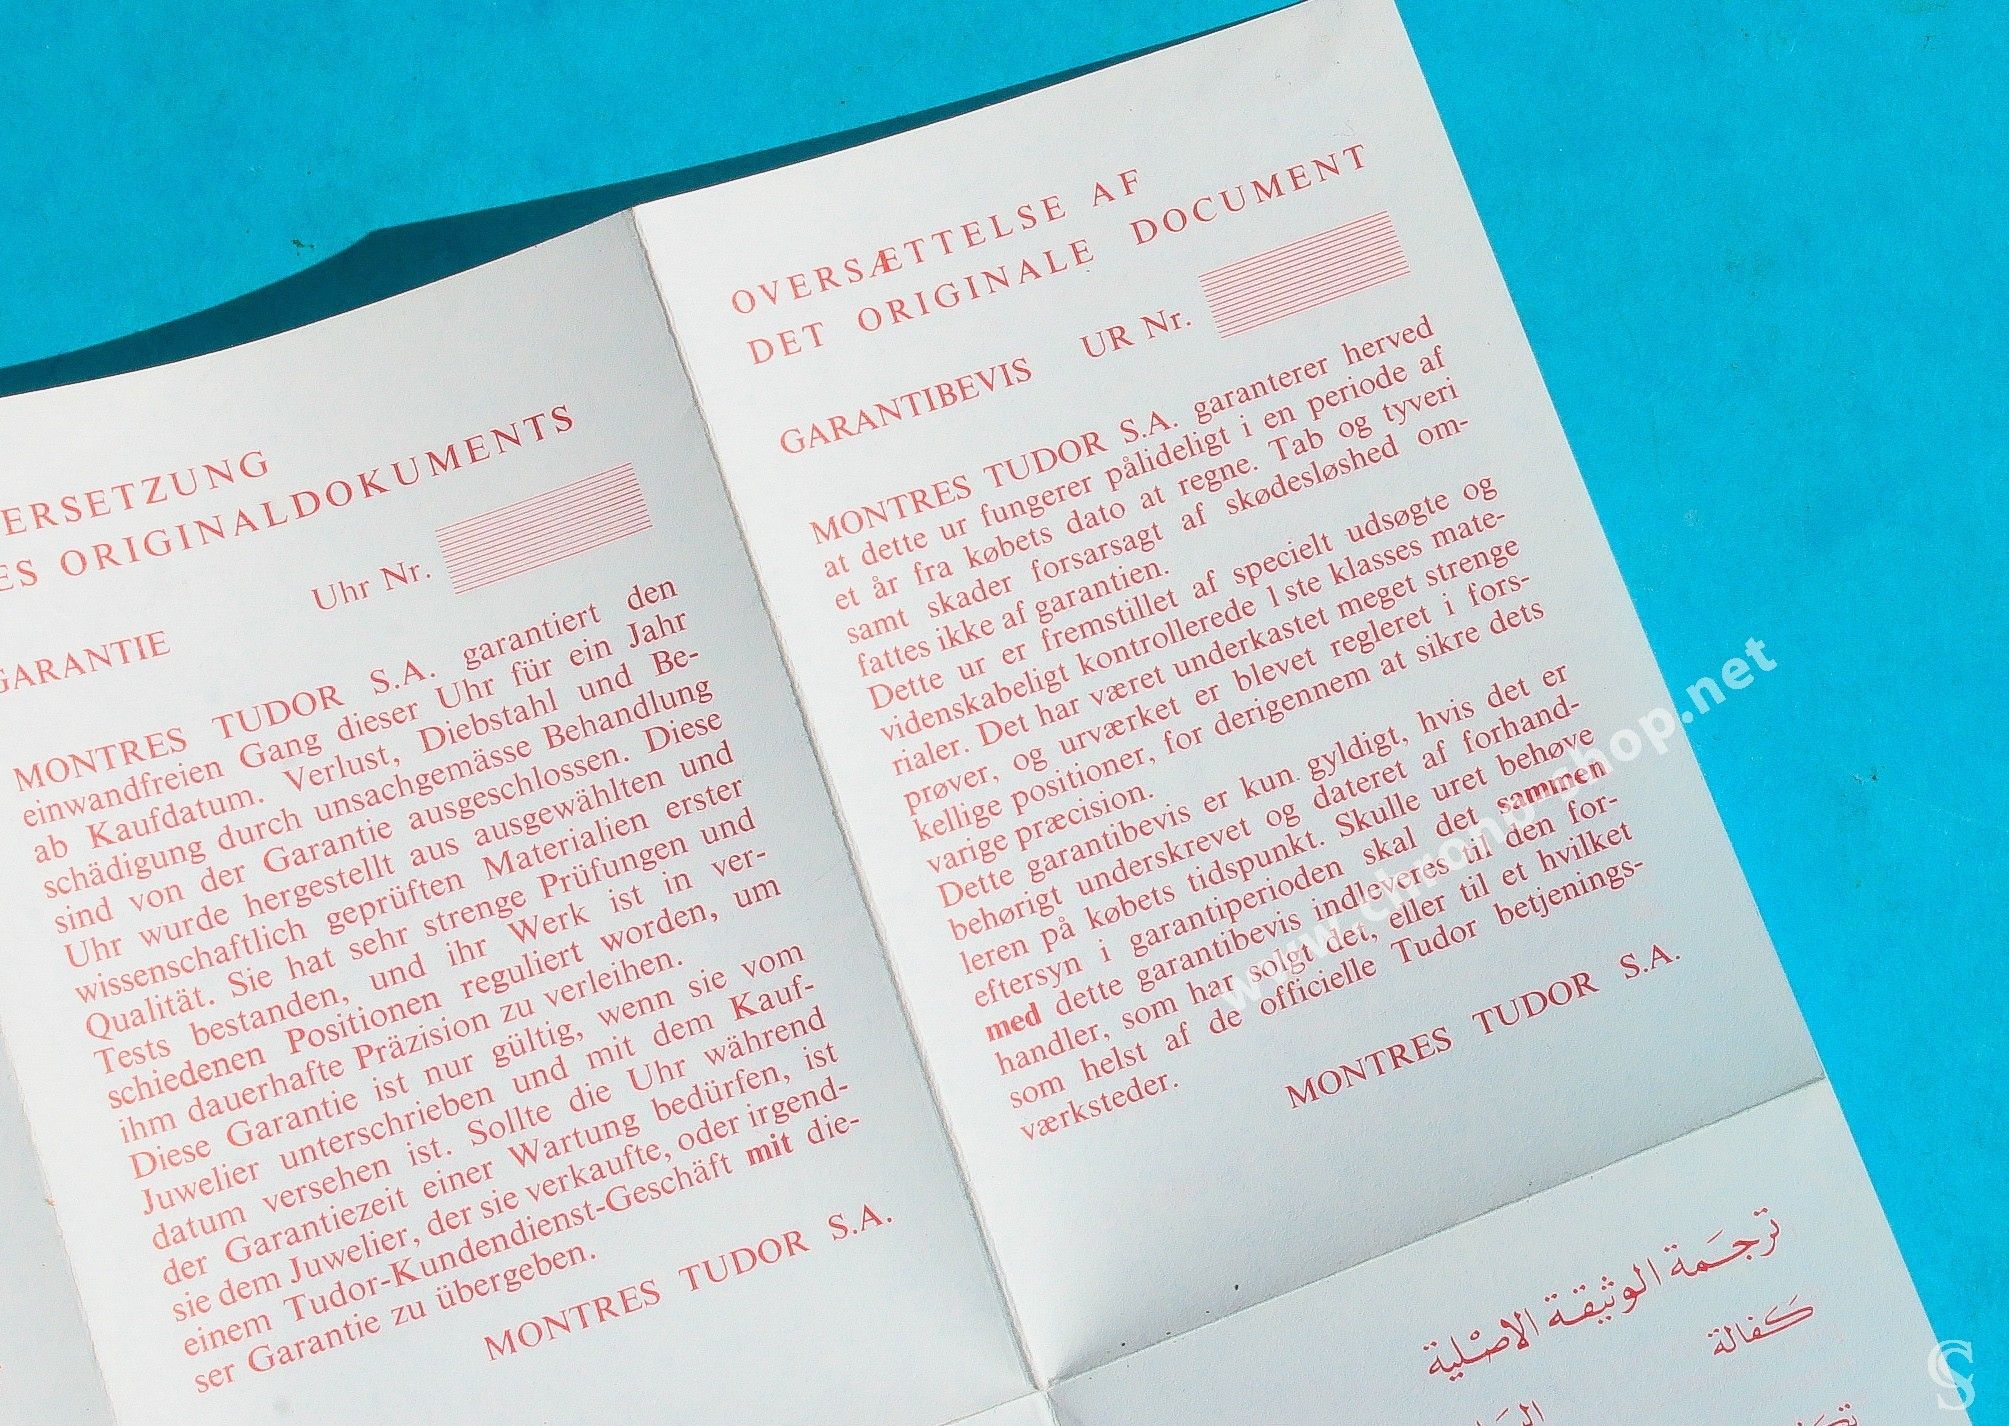 ERSETZUNG
ES ORIGINALDOKUMENTS
Uhr Nr.
GARANTIE
MONTRES TUDOR S.A. garantiert den
einwandfreien Gang dieser Uhr für ein Jahr
ab Kaufdatum. Verlust, Diebstahl und Be-
schädigung durch unsachgemässe Behandlung
sind von der Garantie ausgeschlossen. Diese
Uhr wurde hergestellt aus ausgewählten und
wissenschaftlich geprüften Materialien erster
Qualität. Sie hat sehr strenge Prüfungen und
Tests bestanden, und ihr Werk ist in ver-
schiedenen Positionen reguliert worden, um
ihm dauerhafte Präzision zu verleihen.
Diese Garantie ist nur gültig, wenn sie vom
Juwelier unterschrieben und mit dem Kauf-
datum versehen ist. Sollte die Uhr während
der Garantiezeit einer Wartung bedürfen, ist
sie dem Juwelier, der sie verkaufte, oder irgend-
einem Tudor-Kundendienst-Geschäft mit die-
ser Garantie zu übergeben.
MONTRES TUDOR S.A.
OVERSÆTTELSE AF
DET ORIGINALE DOCUMENT
GARANTIBEVIS UR Nr.
MONTRES TUDOR S.A. garanterer herved
at dette ur fungerer pålideligt i en periode af
et år fra købets dato at regne. Tab og tyveri
samt skader forsarsagt af skødesløshed om-
fattes ikke af garantien.
Dette ur er fremstillet af specielt udsøgte og
videnskabeligt kontrollerede 1ste klasses mate-
rialer. Det har været underkastet meget strenge
prøver, og urværket er blevet regleret i fors-
kellige positioner, for derigennem at sikre dets
varige præcision.
Dette garantibevis er kun gyldigt, hvis det er
behørigt underskrevet og dateret af forhand-
leren på købets tidspunkt. Skulle uret behøve
eftersyn i garantiperioden skal det sammen
med dette garantibevis indleveres til den for-
handler, som har solgt det, eller til et hvilket
som helst af de officielle Tudor betjenings-
værksteder.
MONTRES TUDOR S.A.
ترجمة الوثيقة الاصلية
كفالة
www.chrono-shop.net